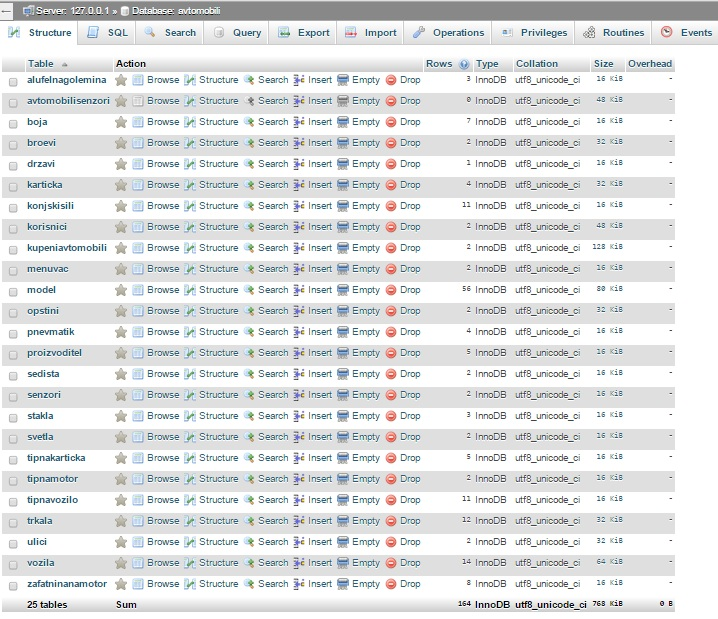 Server: 127.0.0.1 » Database: avtomobili
Structure SQL Search Query Export Import Operations Privileges Routines Events
Table Action Rows Type Collation Size Overhead
alufelnagolemina Browse Structure Search Insert Empty Drop 3 InnoDB utf8_unicode_ci 16 KiB -
avtomobilisenzori Browse Structure Search Insert Empty Drop 0 InnoDB utf8_unicode_ci 48 KiB -
boja Browse Structure Search Insert Empty Drop 7 InnoDB utf8_unicode_ci 16 KiB -
broevi Browse Structure Search Insert Empty Drop 2 InnoDB utf8_unicode_ci 32 KiB -
drzavi Browse Structure Search Insert Empty Drop 1 InnoDB utf8_unicode_ci 16 KiB -
karticka Browse Structure Search Insert Empty Drop 4 InnoDB utf8_unicode_ci 32 KiB -
konjskisili Browse Structure Search Insert Empty Drop 11 InnoDB utf8_unicode_ci 16 KiB -
korisnici Browse Structure Search Insert Empty Drop 2 InnoDB utf8_unicode_ci 48 KiB -
kupeniavtomobili Browse Structure Search Insert Empty Drop 2 InnoDB utf8_unicode_ci 128 KiB -
menuvac Browse Structure Search Insert Empty Drop 2 InnoDB utf8_unicode_ci 16 KiB -
model Browse Structure Search Insert Empty Drop 56 InnoDB utf8_unicode_ci 80 KiB -
opstini Browse Structure Search Insert Empty Drop 2 InnoDB utf8_unicode_ci 32 KiB -
pnevmatik Browse Structure Search Insert Empty Drop 4 InnoDB utf8_unicode_ci 16 KiB -
proizvoditel Browse Structure Search Insert Empty Drop 5 InnoDB utf8_unicode_ci 16 KiB -
sedista Browse Structure Search Insert Empty Drop 2 InnoDB utf8_unicode_ci 16 KiB -
senzori Browse Structure Search Insert Empty Drop 2 InnoDB utf8_unicode_ci 16 KiB -
stakla Browse Structure Search Insert Empty Drop 3 InnoDB utf8_unicode_ci 16 KiB -
svetla Browse Structure Search Insert Empty Drop 2 InnoDB utf8_unicode_ci 16 KiB -
tipnakarticka Browse Structure Search Insert Empty Drop 5 InnoDB utf8_unicode_ci 16 KiB -
tipnamotor Browse Structure Search Insert Empty Drop 2 InnoDB utf8_unicode_ci 16 KiB -
tipnavozilo Browse Structure Search Insert Empty Drop 11 InnoDB utf8_unicode_ci 16 KiB -
trkala Browse Structure Search Insert Empty Drop 12 InnoDB utf8_unicode_ci 32 KiB -
ulici Browse Structure Search Insert Empty Drop 2 InnoDB utf8_unicode_ci 32 KiB -
vozila Browse Structure Search Insert Empty Drop 14 InnoDB utf8_unicode_ci 64 KiB -
zafatninanamotor Browse Structure Search Insert Empty Drop 8 InnoDB utf8_unicode_ci 16 KiB -
25 tables Sum 164 InnoDB utf8_unicode_ci 768 KiB 0 B